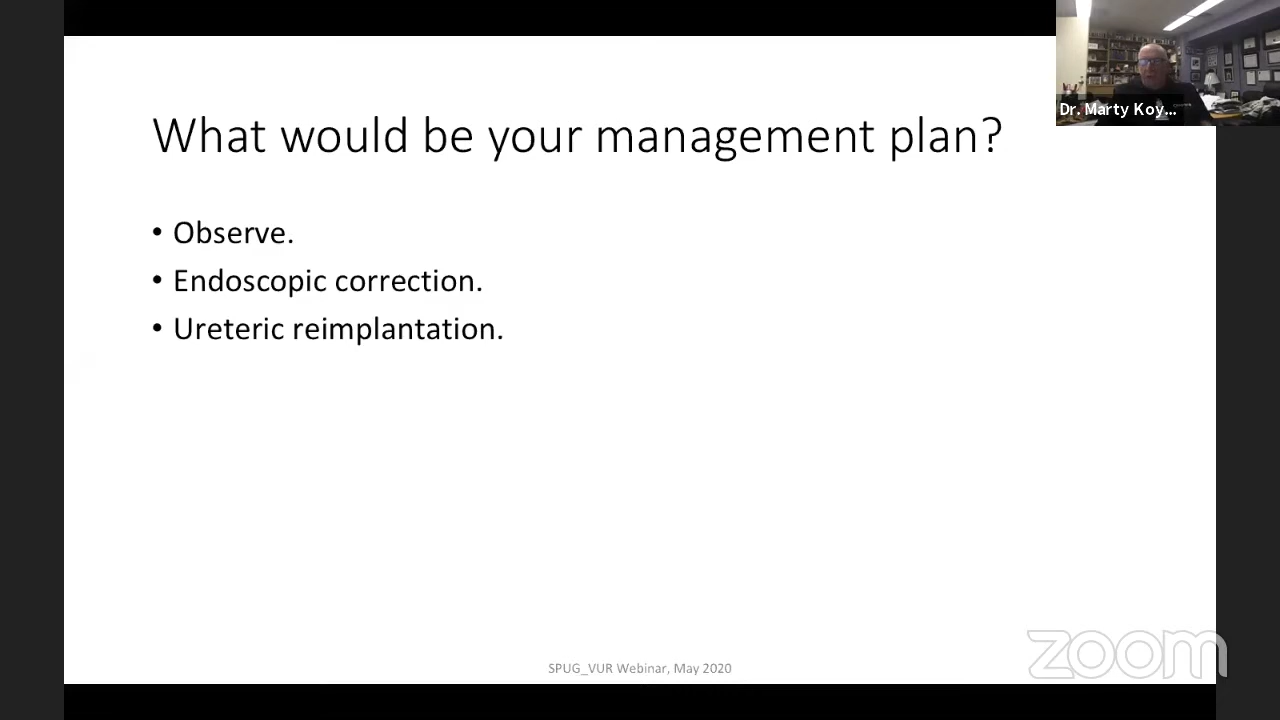 Dr. Marty Koy...
What would be your management plan?
• Observe.
• Endoscopic correction.
• Ureteric reimplantation.
SPUG_VUR Webinar, May 2020
zoom